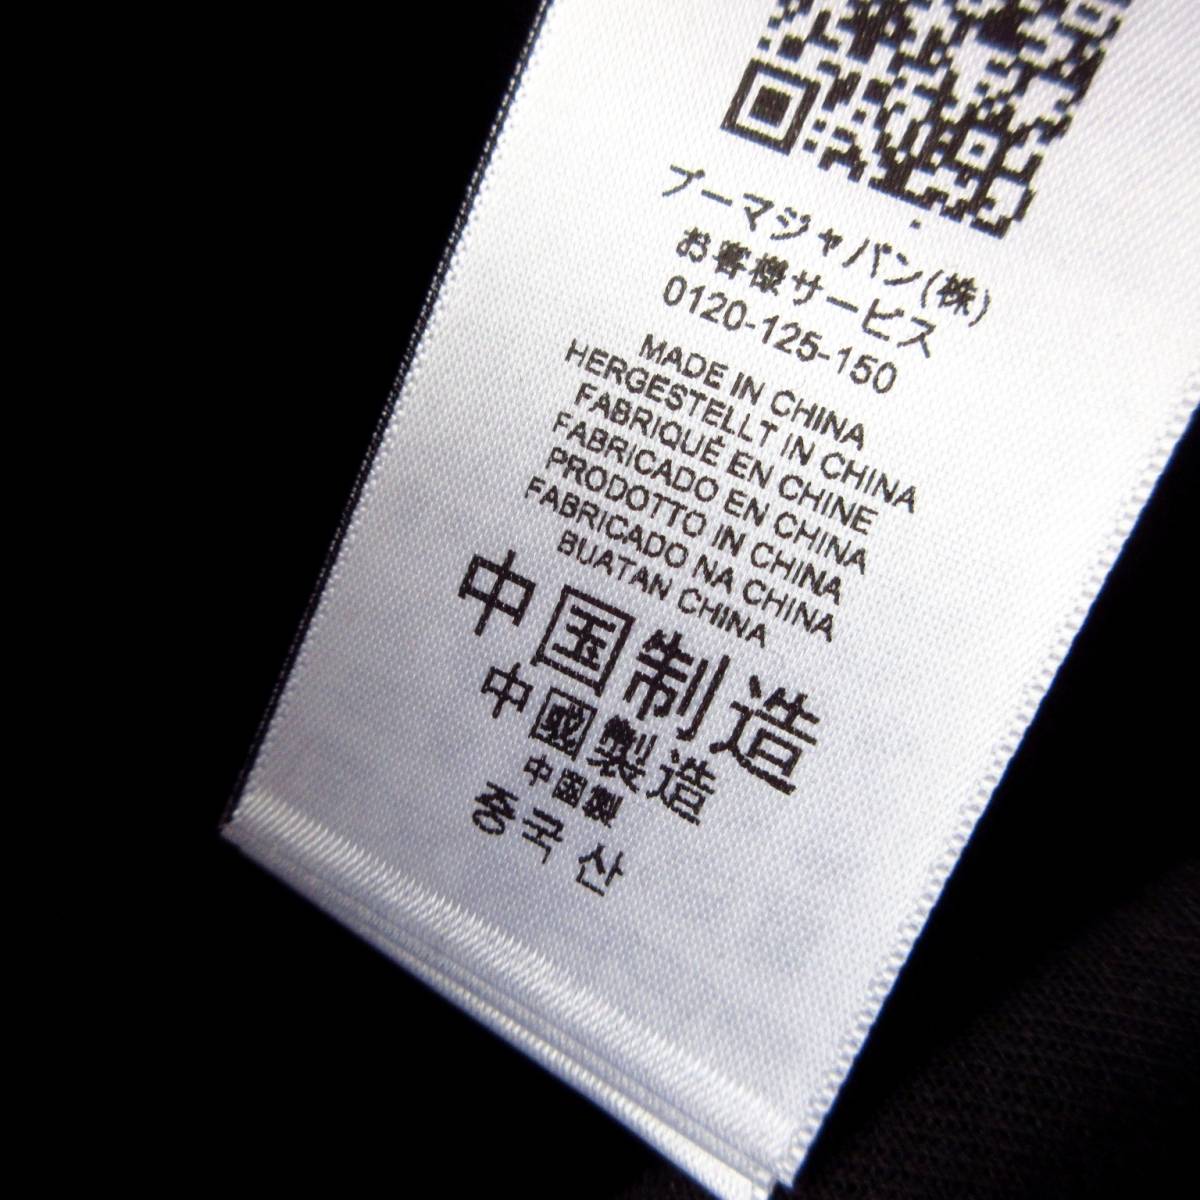 プーマジャパン(株)
お客様サービス
0120-125-150
MADE IN CHINA
HERGESTELLT IN CHINA
FABRIQUÉ EN CHINE
FABRICADO EN CHINA
PRODOTTO IN CHINA
FABRICADO NA CHINA
BUATAN CHINA
中国制造
中國製造
中国製
중국 산